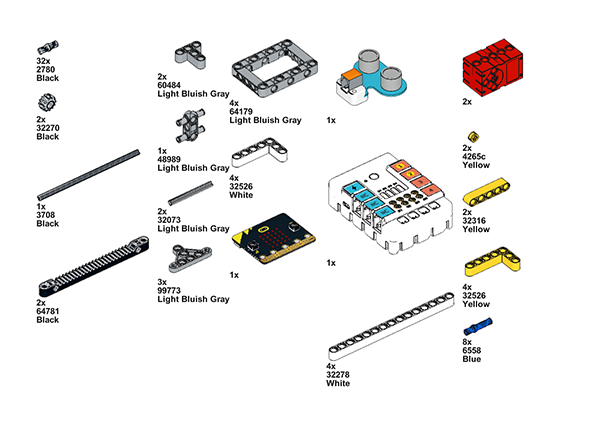 32x
2780
Black
2x
32270
Black
1x
3708
Black
2x
64781
Black
2x
60484
Light Bluish Gray
1x
48989
Light Bluish Gray
2x
32073
Light Bluish Gray
3x
99773
Light Bluish Gray
4x
64179
Light Bluish Gray
4x
32526
White
1x
1x
1x
4x
32278
White
2x
2x
4265c
Yellow
2x
32316
Yellow
4x
32526
Yellow
8x
6558
Blue